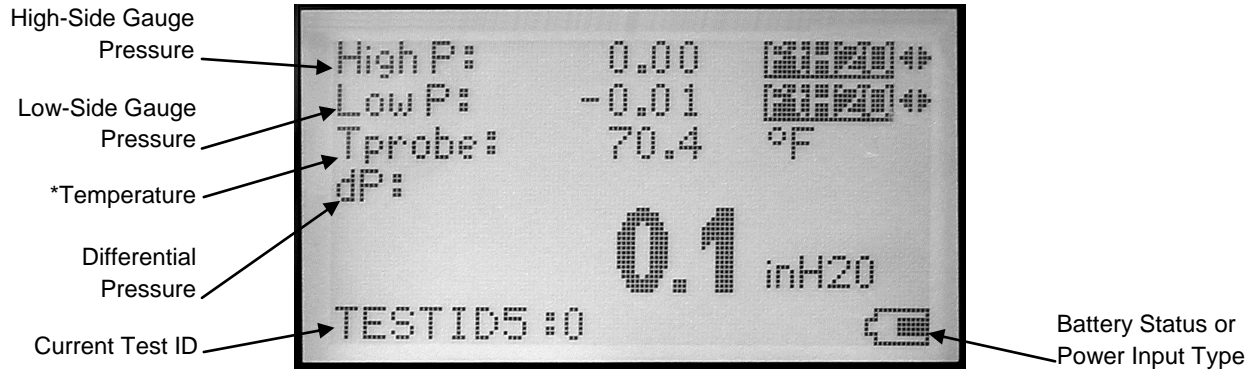 High-Side Gauge
Pressure
Low-Side Gauge
Pressure
*Temperature
Differential
Pressure
Current Test ID
High P: 0.00
Low P: -0.01
Tprobe: 70.4 °F
dP:
0.1 inH20
TESTID5:0
Battery Status or
Power Input Type